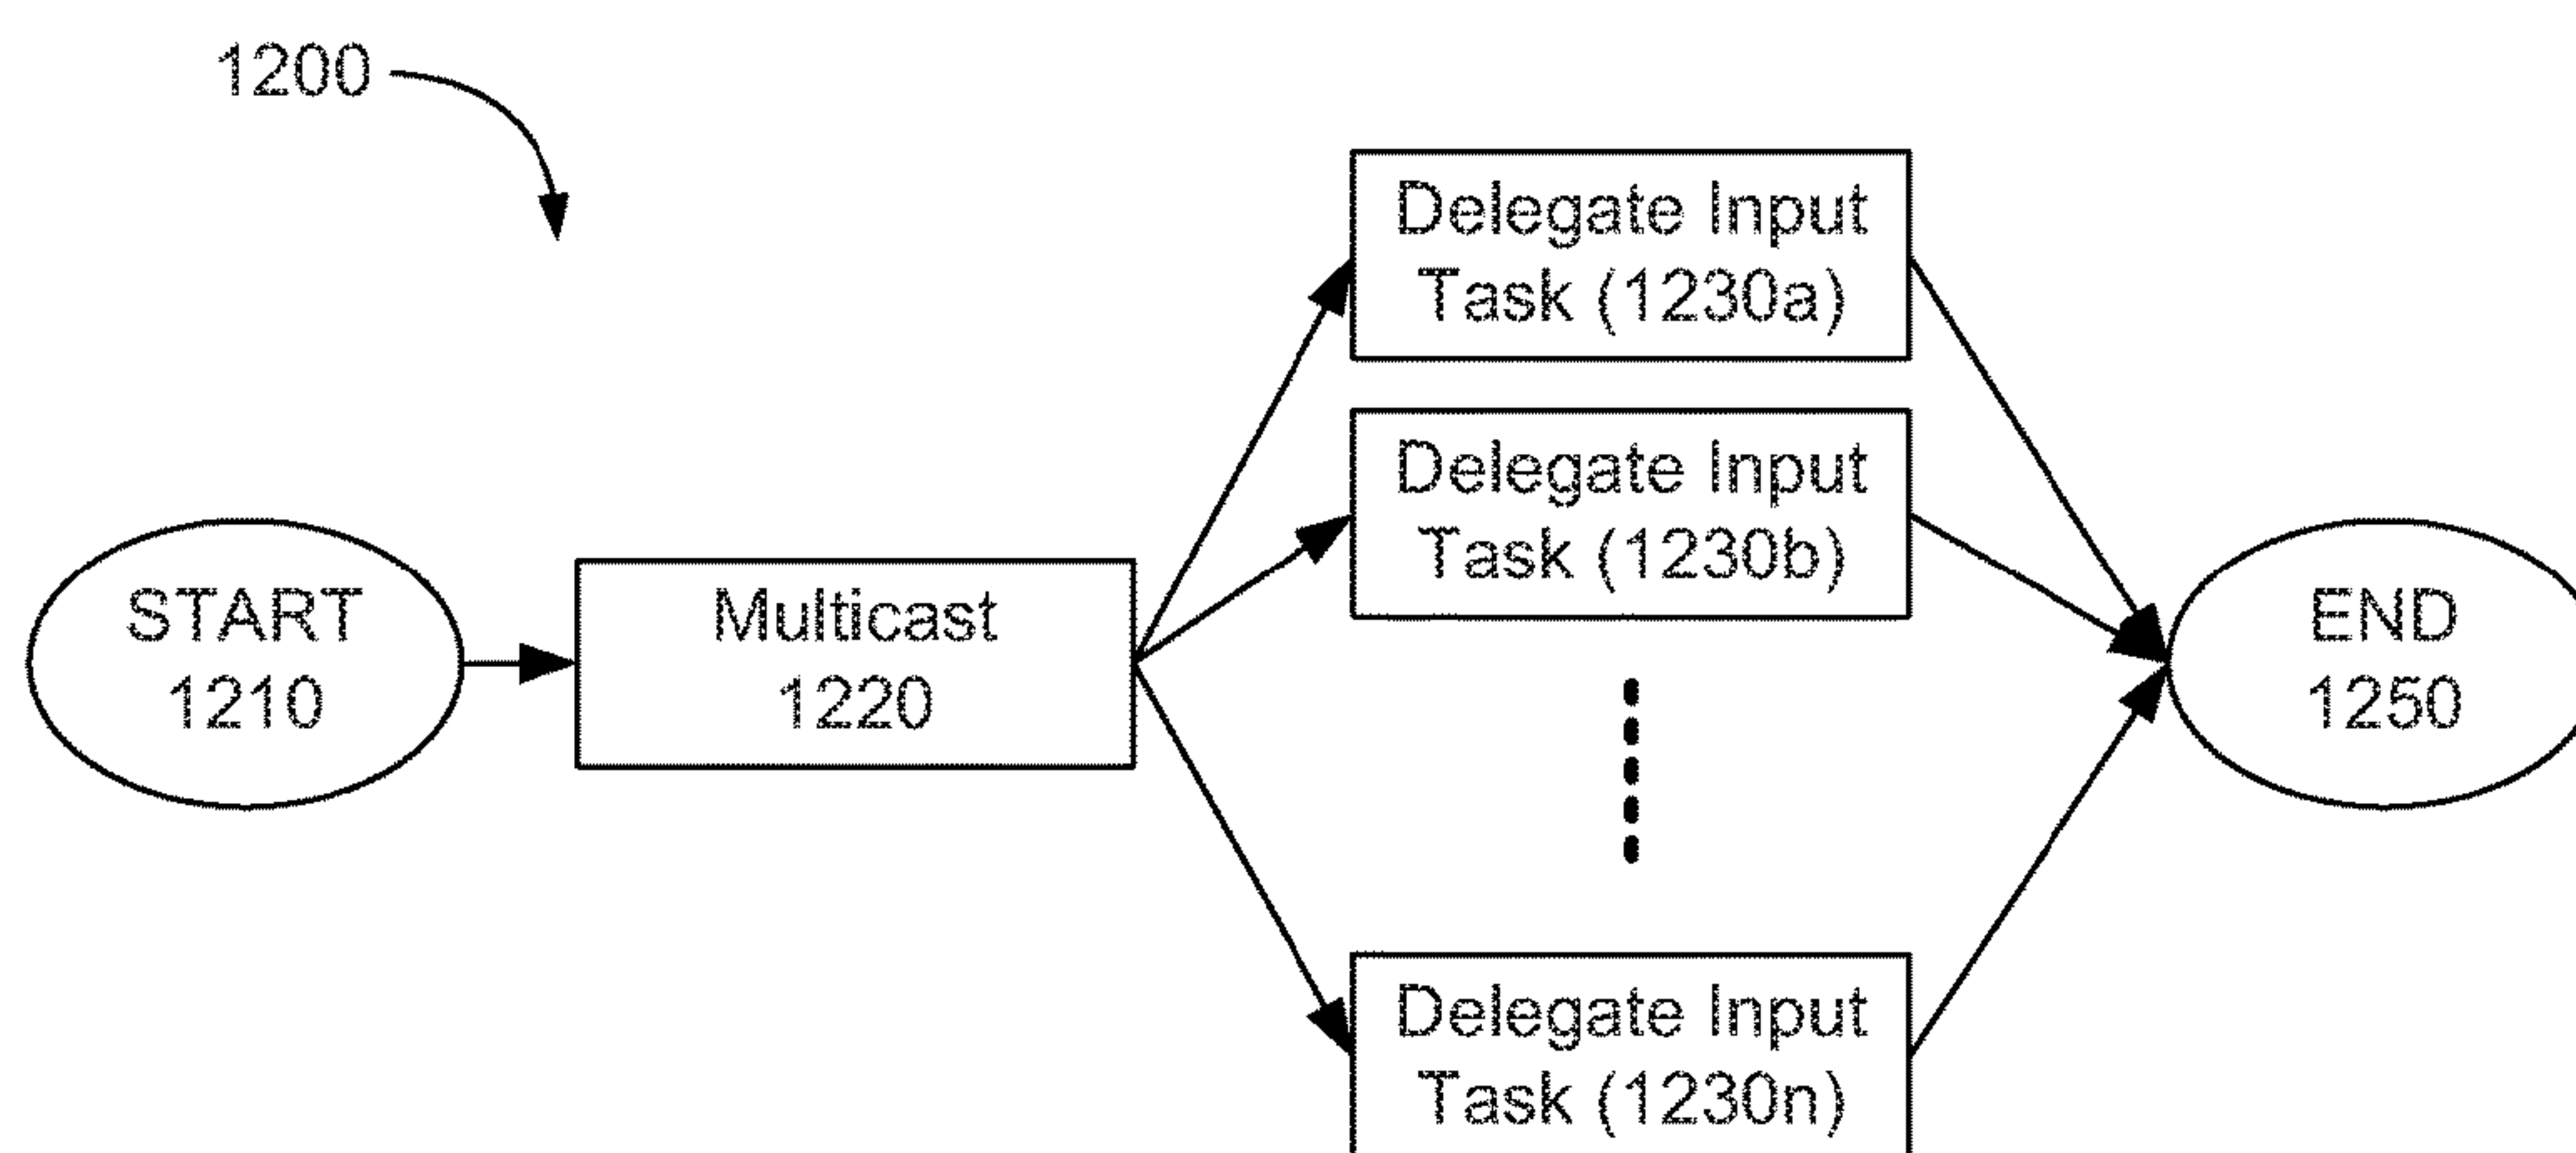 1200
START
1210
Multicast
1220
Delegate Input
Task (1230a)
Delegate Input
Task (1230b)
Delegate Input
Task (1230n)
END
1250